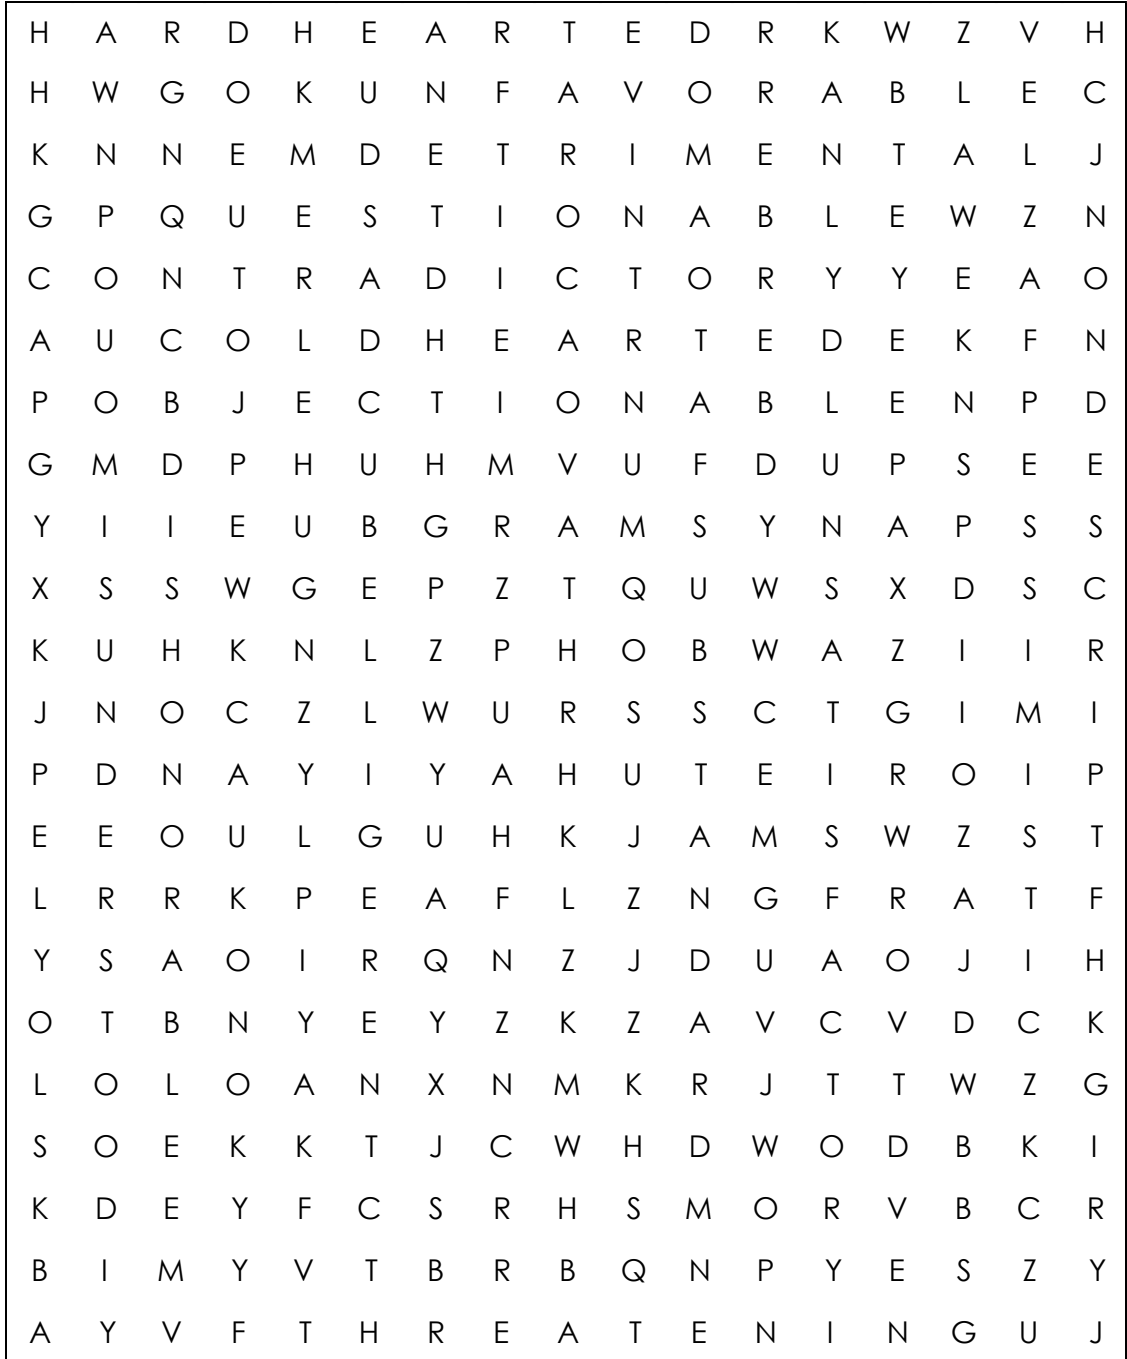 H A R D H E A R T E D R K W Z V H
H W G O K U N F A V O R A B L E C
K N N E M D E T R I M E N T A L J
G P Q U E S T I O N A B L E W Z N
C O N T R A D I C T O R Y Y E A O
A U C O L D H E A R T E D E K F N
P O B J E C T I O N A B L E N P D
G M D P H U H M V U F D U P S E E
Y I I E U B G R A M S Y N A P S S
X S S W G E P Z T Q U W S X D S C
K U H K N L Z P H O B W A Z I I R
J N O C Z L W U R S S C T G I M I
P D N A Y I Y A H U T E I R O I P
E E O U L G U H K J A M S W Z S T
L R R K P E A F L Z N G F R A T F
Y S A O I R Q N Z J D U A O J I H
O T B N Y E Y Z K Z A V C V D C K
L O L O A N X N M K R J T T W Z G
S O E K K T J C W H D W O D B K I
K D E Y F C S R H S M O R V B C R
B I M Y V T B R B Q N P Y E S Z Y
A Y V F T H R E A T E N I N G U J